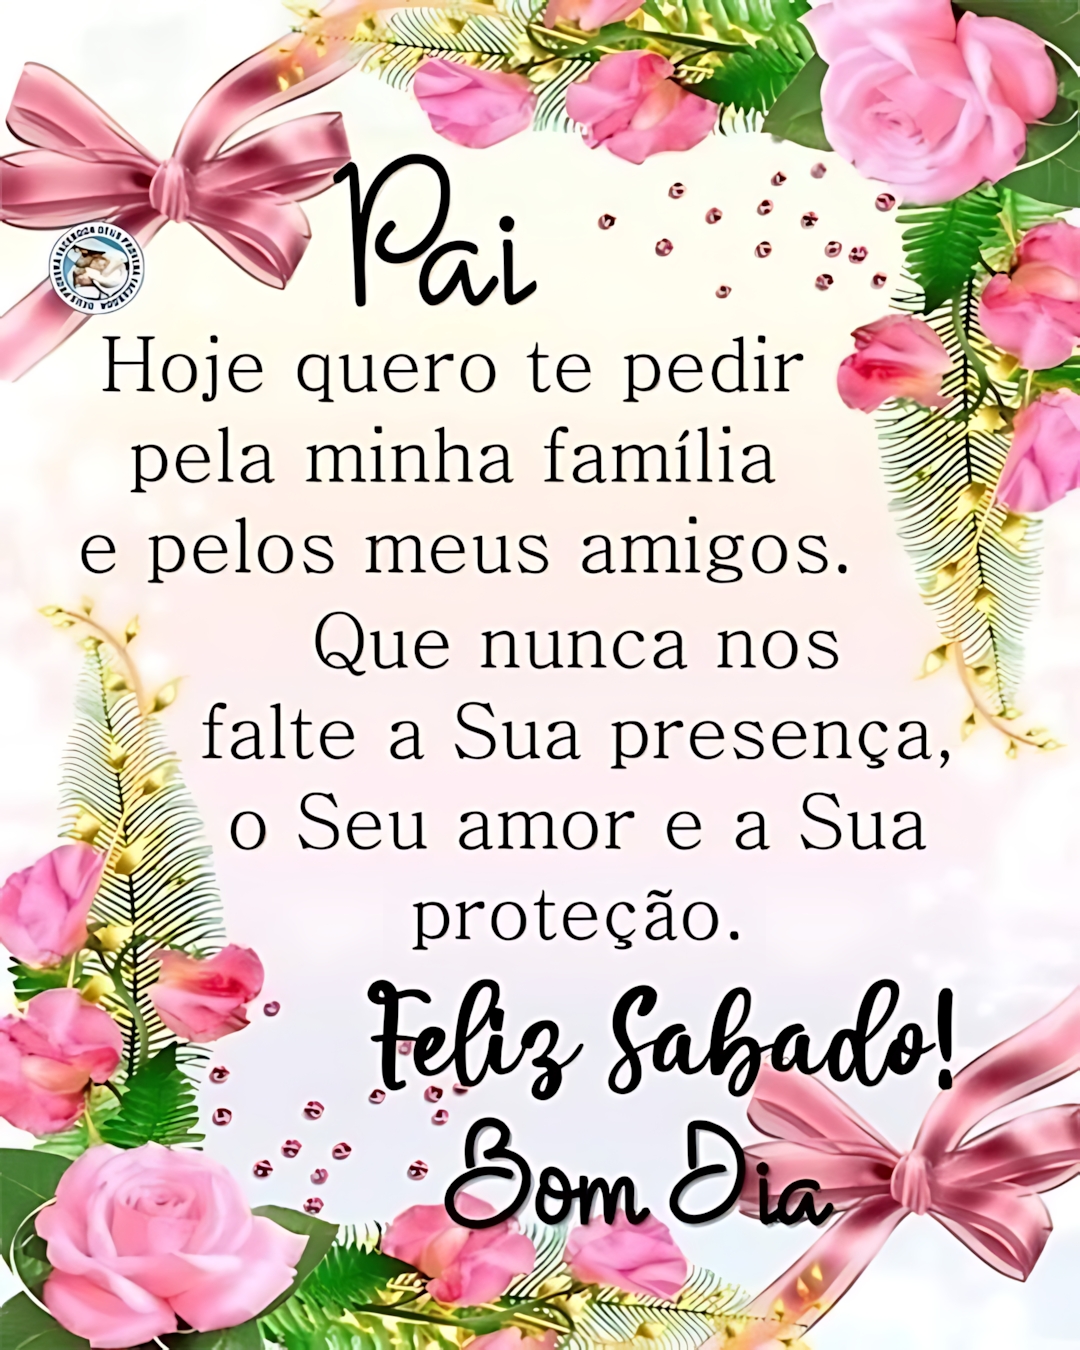 Pai
Hoje quero te pedir
pela minha família
e pelos meus amigos.
Que nunca nos
falte a Sua presença,
o Seu amor e a Sua
proteção.
Feliz Sabado!
Bom Dia